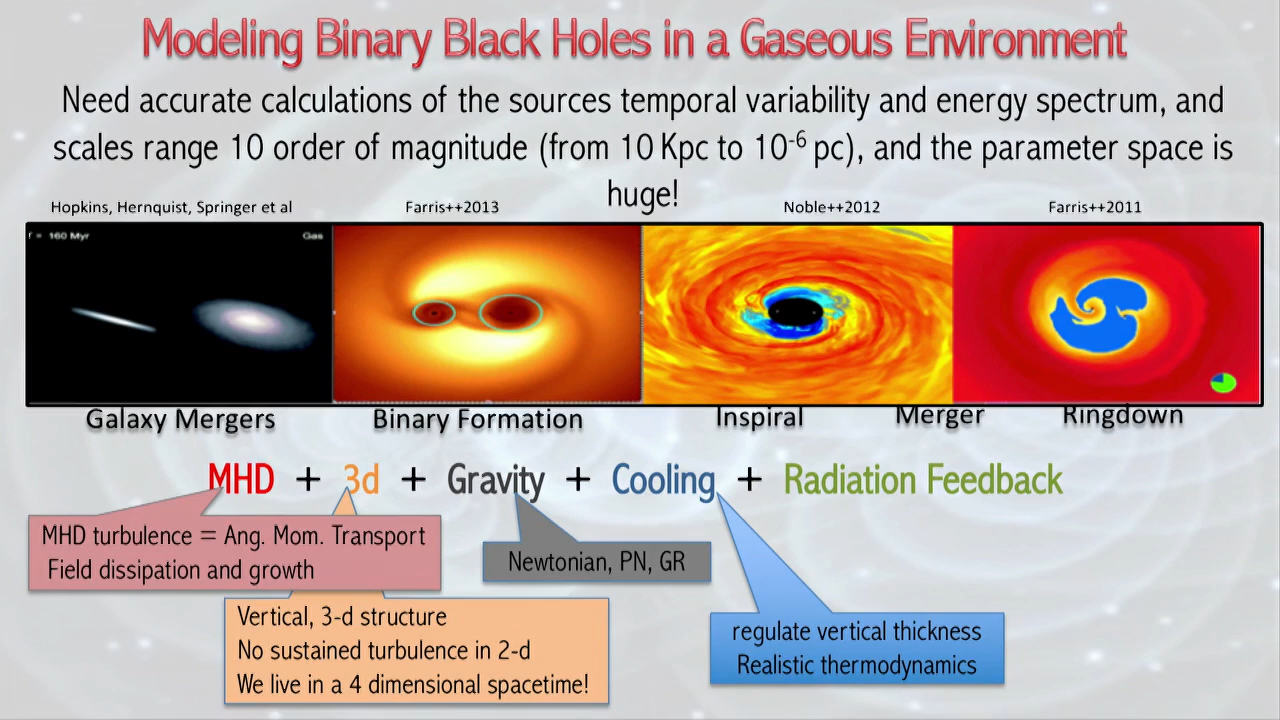 Modeling Binary Black Holes in a Gaseous Environment
Need accurate calculations of the sources temporal variability and energy spectrum, and
scales range 10 order of magnitude (from 10 Kpc to 10⁻⁶ pc), and the parameter space is
huge!
Hopkins, Hernquist, Springer et al
Farris++2013
Noble++2012
Farris++2011
r = 160 Myr
Gas
Galaxy Mergers
Binary Formation
Inspiral
Merger
Ringdown
MHD + 3d + Gravity + Cooling + Radiation Feedback
MHD turbulence = Ang. Mom. Transport
Field dissipation and growth
Newtonian, PN, GR
Vertical, 3-d structure
No sustained turbulence in 2-d
We live in a 4 dimensional spacetime!
regulate vertical thickness
Realistic thermodynamics